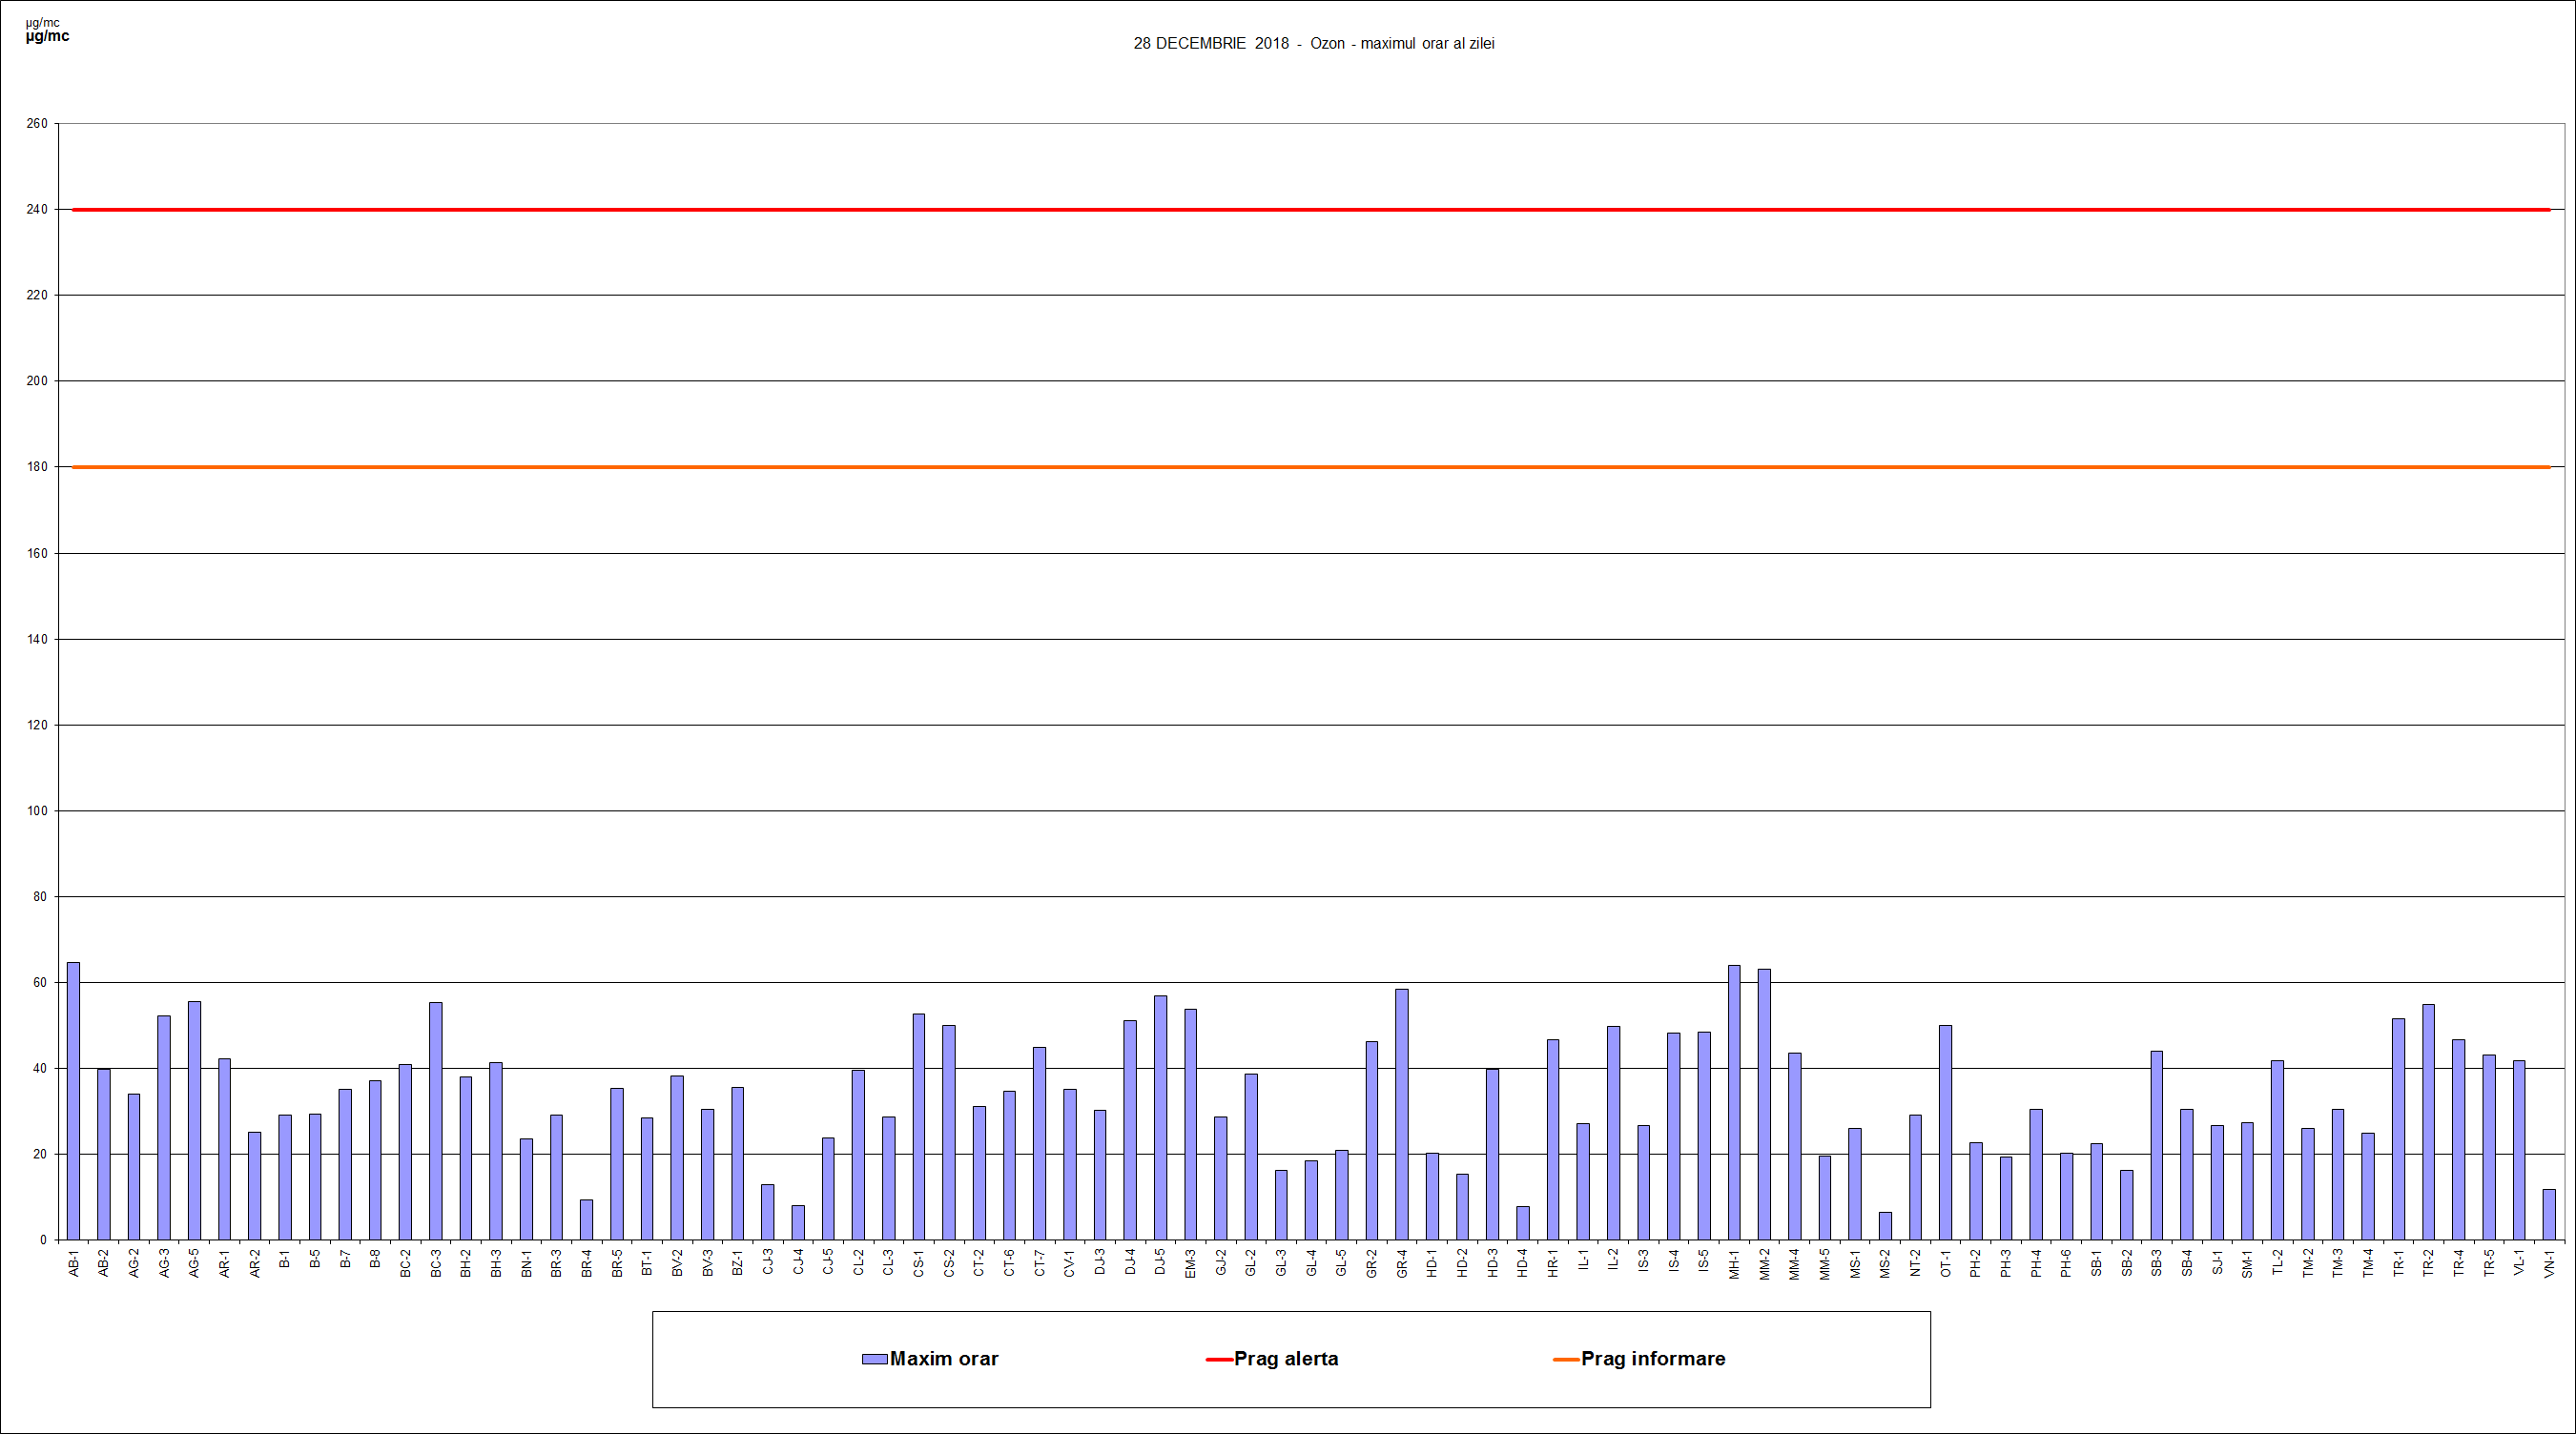 µg/mc
µg/mc
28 DECEMBRIE 2018 - Ozon - maximul orar al zilei
260
240
220
200
180
160
140
120
100
80
60
40
20
0
AB-1 AB-2 AG-2 AG-3 AG-5 AR-1 AR-2 B-1 B-5 B-7 B-8 BC-2 BC-3 BH-2 BH-3 BN-1 BR-3 BR-4 BR-5 BT-1 BV-2 BV-3 BZ-1 CJ-3 CJ-4 CJ-5 CL-2 CL-3 CS-1 CS-2 CT-2 CT-6 CT-7 CV-1 DJ-3 DJ-4 DJ-5 EM-3 GJ-2 GL-2 GL-3 GL-4 GL-5 GR-2 GR-4 HD-1 HD-2 HD-3 HD-4 HR-1 IL-1 IL-2 IS-3 IS-4 IS-5 MH-1 MM-2 MM-4 MM-5 MS-1 MS-2 NT-2 OT-1 PH-2 PH-3 PH-4 PH-6 SB-1 SB-2 SB-3 SB-4 SJ-1 SM-1 TL-2 TM-2 TM-3 TM-4 TR-1 TR-2 TR-4 TR-5 VL-1 VN-1
Maxim orar Prag alerta Prag informare